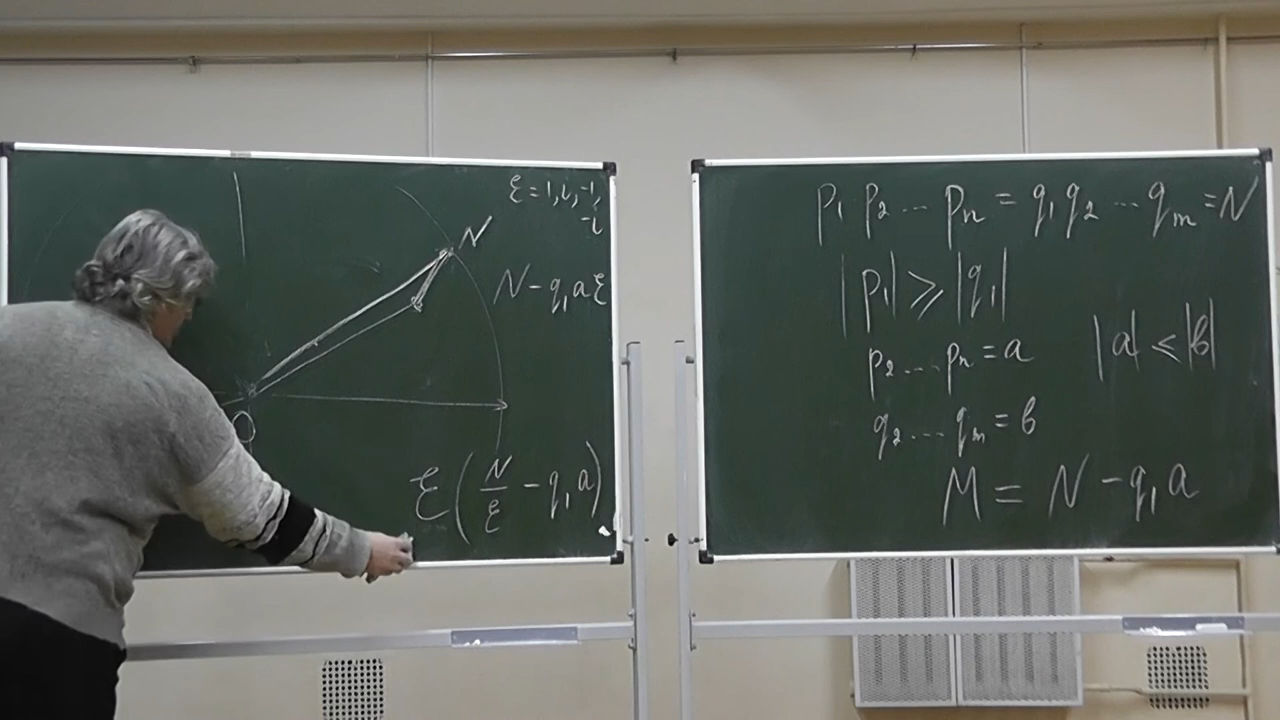 ε = 1, i, -1,
-i
N
N - q₁aε
O
ε(N/ε - q₁a)
p₁ p₂ ... pₙ = q₁ q₂ ... qₘ = N
|p₁| ⩾ |q₁|
p₂ ... pₙ = a |a| ⩽ |b|
q₂ ... qₘ = b
M = N - q₁a